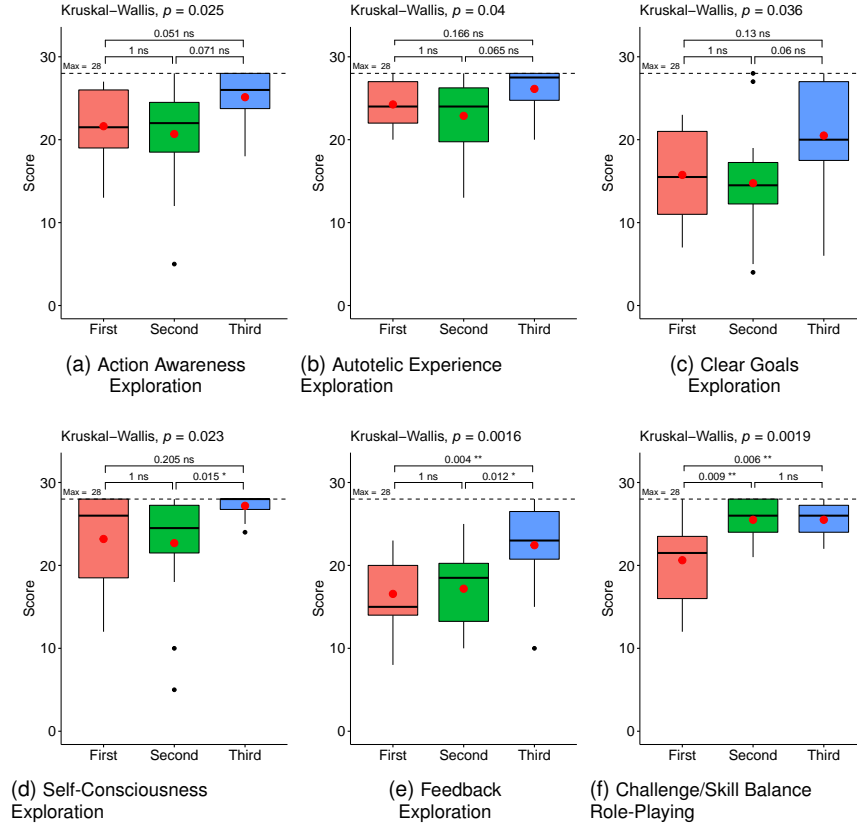 Kruskal−Wallis, p = 0.025
0.051 ns
1 ns 0.071 ns
Max = 28
30
20
10
0
Score
First Second Third
(a) Action Awareness
Exploration
Kruskal−Wallis, p = 0.04
0.166 ns
1 ns 0.065 ns
Max = 28
30
20
10
0
Score
First Second Third
(b) Autotelic Experience
Exploration
Kruskal−Wallis, p = 0.036
0.13 ns
1 ns 0.06 ns
Max = 28
30
20
10
0
Score
First Second Third
(c) Clear Goals
Exploration
Kruskal−Wallis, p = 0.023
0.205 ns
1 ns 0.015 *
Max = 28
30
20
10
0
Score
First Second Third
(d) Self-Consciousness
Exploration
Kruskal−Wallis, p = 0.0016
0.004 **
1 ns 0.012 *
Max = 28
30
20
10
0
Score
First Second Third
(e) Feedback
Exploration
Kruskal−Wallis, p = 0.0019
0.006 **
0.009 ** 1 ns
Max = 28
30
20
10
0
Score
First Second Third
(f) Challenge/Skill Balance
Role-Playing